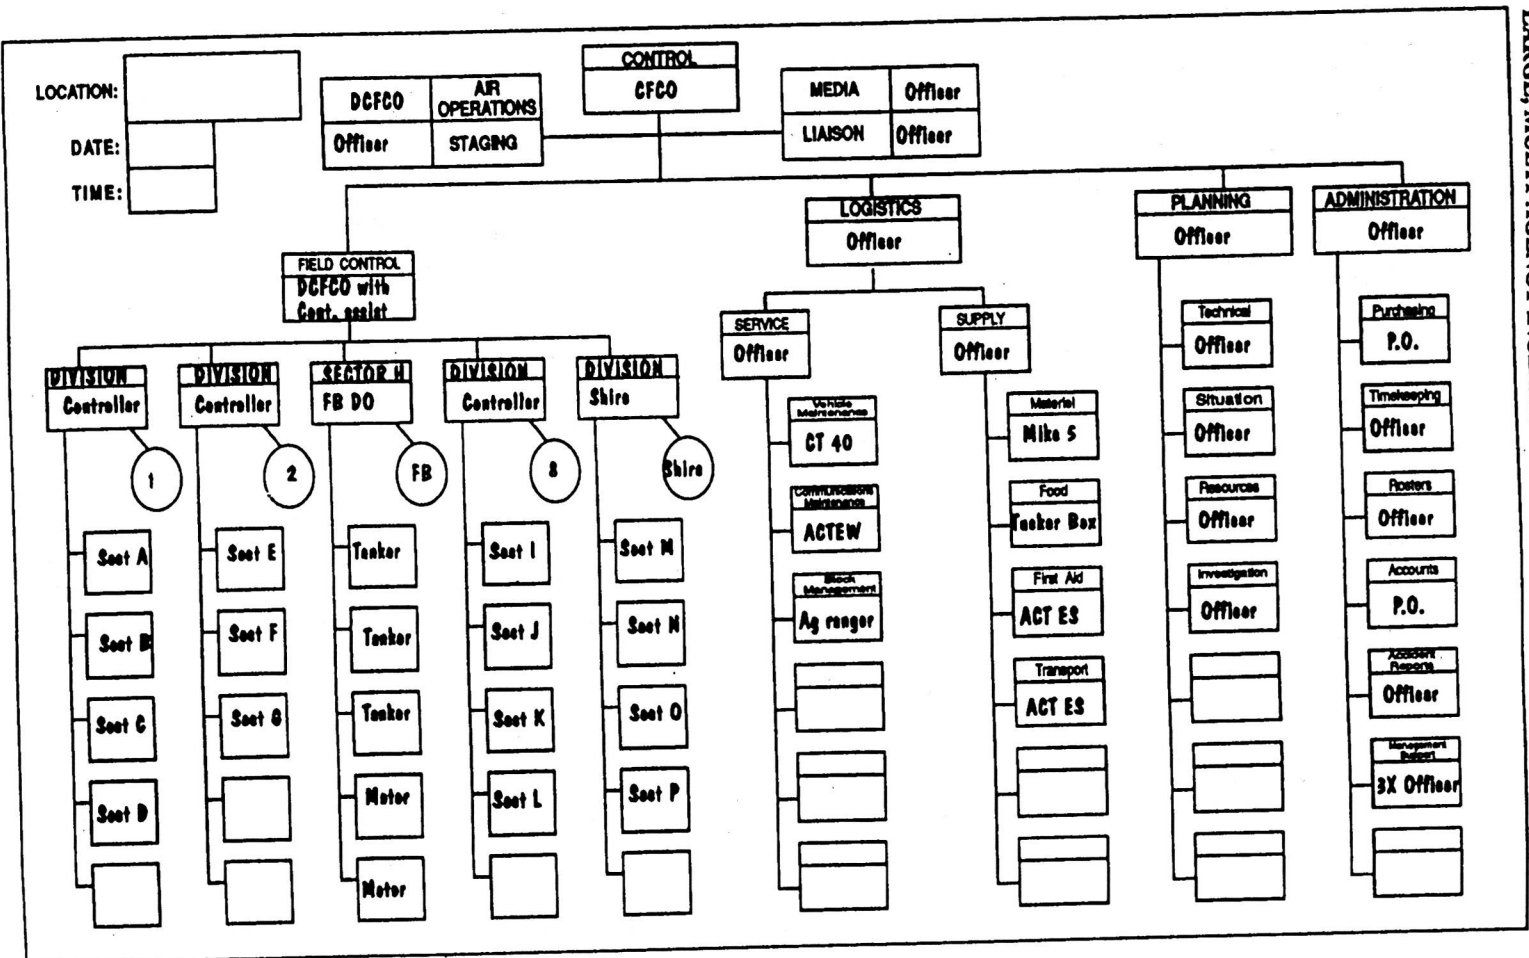 LOCATION:
DATE:
TIME:
DCFCO
AIR
OPERATIONS
Officer
STAGING
CONTROL
CFCO
MEDIA
Officer
LIAISON
Officer
FIELD CONTROL
DCFCO with
Cont. assist
LOGISTICS
Officer
PLANNING
Officer
ADMINISTRATION
Officer
DIVISION
Controller
1
Sect A
Sect B
Sect C
Sect D
DIVISION
Controller
2
Sect E
Sect F
Sect G
SECTOR H
FB DO
FB
Tanker
Tanker
Tanker
Motor
Motor
DIVISION
Controller
Sect I
Sect J
Sect K
Sect L
DIVISION
Shire
Shire
Sect M
Sect N
Sect O
Sect P
SERVICE
Officer
Vehicle
Maintenance
CT 40
Communications
Maintenance
ACTEW
Block
Management
Ag ranger
SUPPLY
Officer
Material
Mike 5
Food
Tucker Box
First Aid
ACT ES
Transport
ACT ES
Technical
Officer
Situation
Officer
Resources
Officer
Investigation
Officer
Purchasing
P.O.
Timekeeping
Officer
Rosters
Officer
Accounts
P.O.
Accident
Reports
Officer
Management
Support
3X Officer